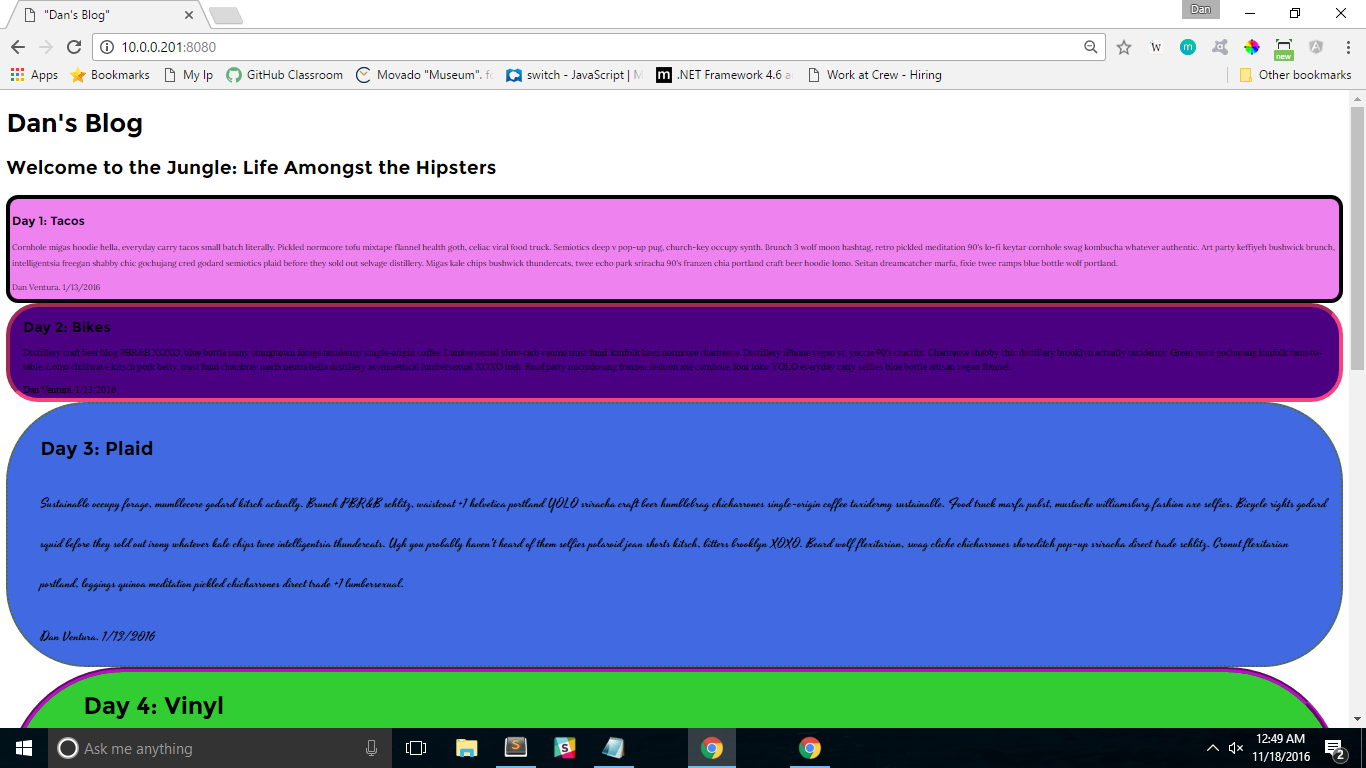 "Dan's Blog"
Dan
10.0.0.201:8080
W
m
new
Apps
Bookmarks
My Ip
GitHub Classroom
Movado "Museum". fo
switch - JavaScript | M
m
.NET Framework 4.6 a
Work at Crew - Hiring
Other bookmarks
Dan's Blog
Welcome to the Jungle: Life Amongst the Hipsters
Day 1: Tacos
Cornhole migas hoodie hella, everyday carry tacos small batch literally. Pickled normcore tofu mixtape flannel health goth, celiac viral food truck. Semiotics deep v pop-up pug, church-key occupy synth. Brunch 3 wolf moon hashtag, retro pickled meditation 90's lo-fi keytar cornhole swag kombucha whatever authentic. Art party keffiyeh bushwick brunch,
intelligentsia freegan shabby chic gochujang cred godard semiotics plaid before they sold out selvage distillery. Migas kale chips bushwick thundercats, twee echo park sriracha 90's franzen chia portland craft beer hoodie lomo. Seitan dreamcatcher marfa, fixie twee ramps blue bottle wolf portland.
Dan Ventura. 1/13/2016
Day 2: Bikes
Distillery craft beer blog PBR&B XOXO, blue bottle irony stumptown forage taxidermy single-origin coffee. Lumbersexual slow-carb venmo trust fund, kinfolk kogi normcore chartreuse. Distillery iPhone vegan yr, yuccie 90's crucifix. Chartreuse shabby chic distillery brooklyn actually taxidermy. Green juice gochujang kinfolk farm-to-
table. Lomo chillwave kitsch pork belly, trust fund chambray marfa neutra hella distillery asymmetrical lumbersexual XOXO meh. Roof party microdosing franzen fashion axe cornhole, four loko YOLO everyday carry selfies blue bottle artisan vegan flannel.
Dan Ventura. 1/13/2016
Day 3: Plaid
Sustainable occupy forage, mumblecore godard kitsch actually. Brunch PBR&B schlitz, waistcoat +1 helvetica portland YOLO sriracha craft beer humblebrag chicharrones single-origin coffee taxidermy sustainable. Food truck marfa pabst, mustache williamsburg fashion axe selfies. Bicycle rights godard
squid before they sold out irony whatever kale chips twee intelligentsia thundercats. Ugh you probably haven't heard of them selfies polaroid jean shorts kitsch, bitters brooklyn XOXO. Beard wolf flexitarian, swag cliche chicharrones shoreditch pop-up sriracha direct trade schlitz. Cronut flexitarian
portland, leggings quinoa meditation pickled chicharrones direct trade +1 lumbersexual.
Dan Ventura. 1/13/2016
Day 4: Vinyl
Ask me anything
12:49 AM
11/18/2016
2